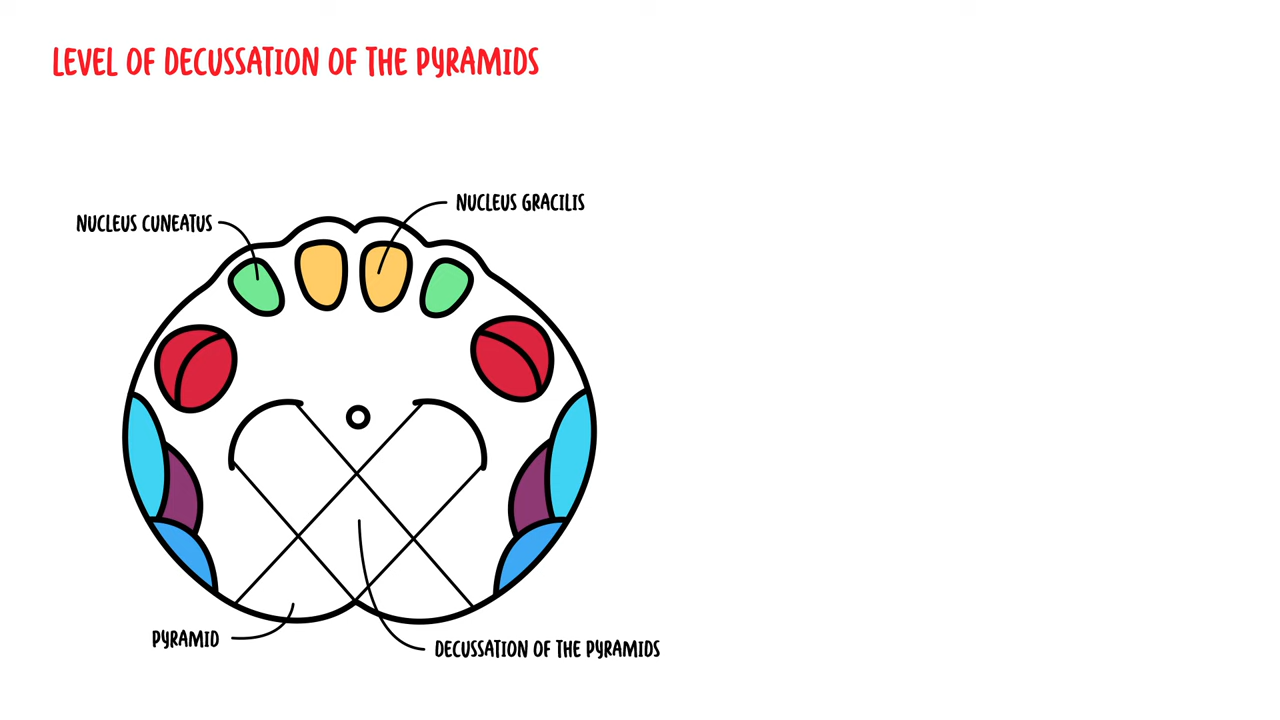 LEVEL OF DECUSSATION OF THE PYRAMIDS
NUCLEUS GRACILIS
NUCLEUS CUNEATUS
PYRAMID
DECUSSATION OF THE PYRAMIDS